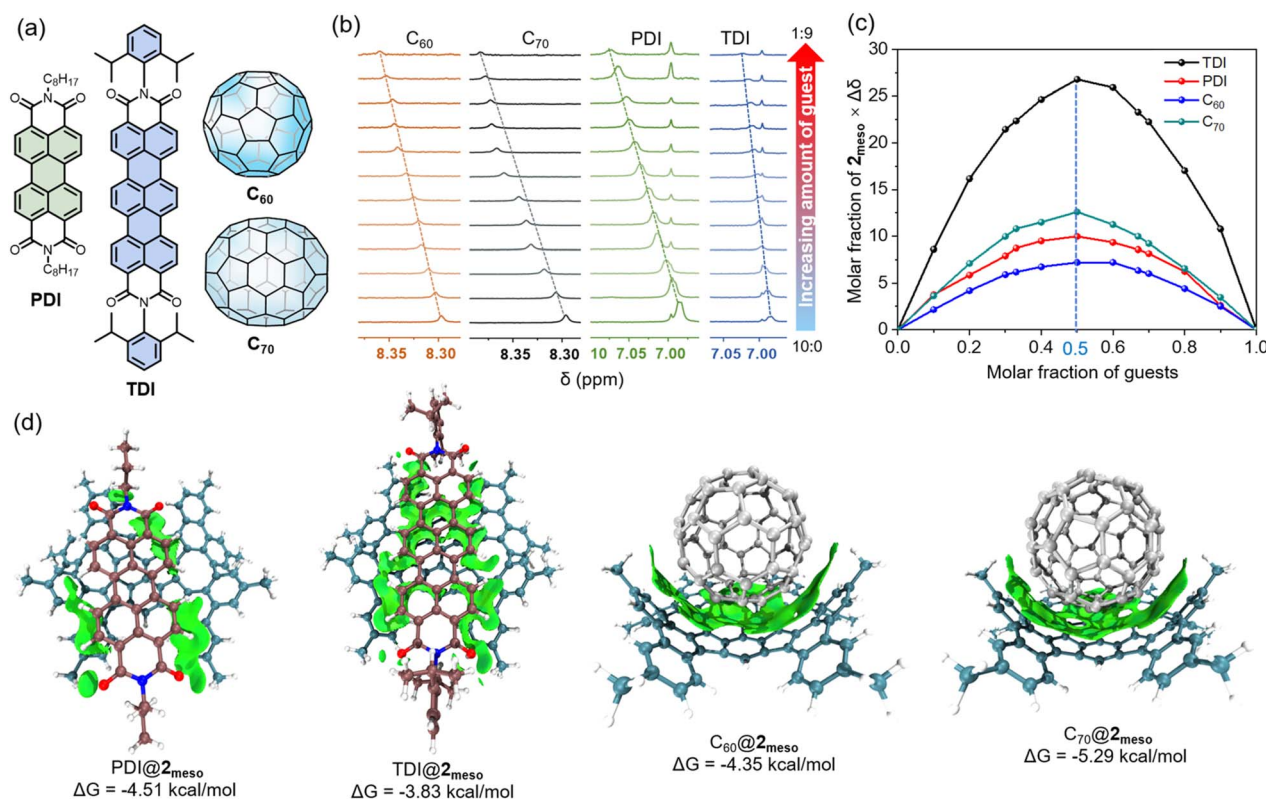 (a)
C₈H₁₇
O N O
O N O
C₈H₁₇
PDI
O N O
O N O
TDI
C₆₀
C₇₀
(b)
C₆₀ C₇₀ PDI TDI
1:9
Increasing amount of guest
10:0
8.35 8.30 8.35 8.30 10 7.05 7.00 7.05 7.00
δ (ppm)
(c)
Molar fraction of 2meso × Δδ
30
25
20
15
10
5
0
TDI
PDI
C₆₀
C₇₀
0.0 0.2 0.4 0.5 0.6 0.8 1.0
Molar fraction of guests
(d)
PDI@2meso
ΔG = -4.51 kcal/mol
TDI@2meso
ΔG = -3.83 kcal/mol
C₆₀@2meso
ΔG = -4.35 kcal/mol
C₇₀@2meso
ΔG = -5.29 kcal/mol